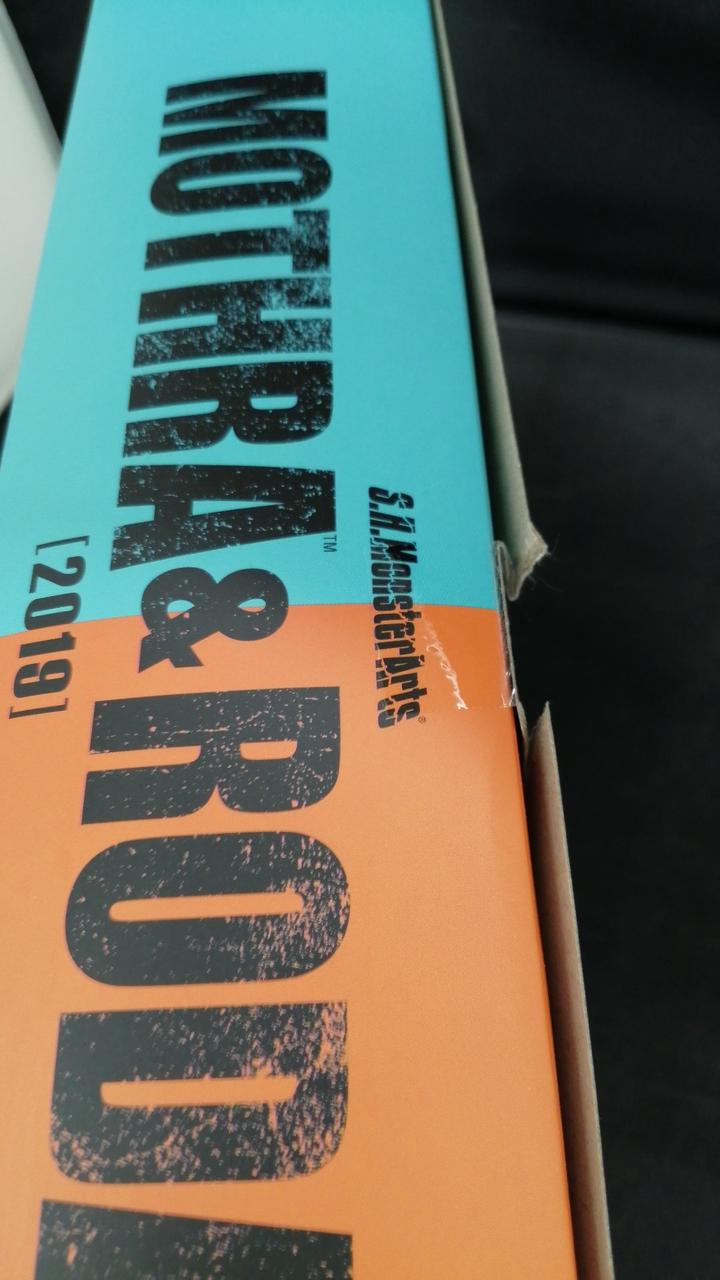 S.H.MonsterArts®
MOTHRA™ & RODA
[2019]